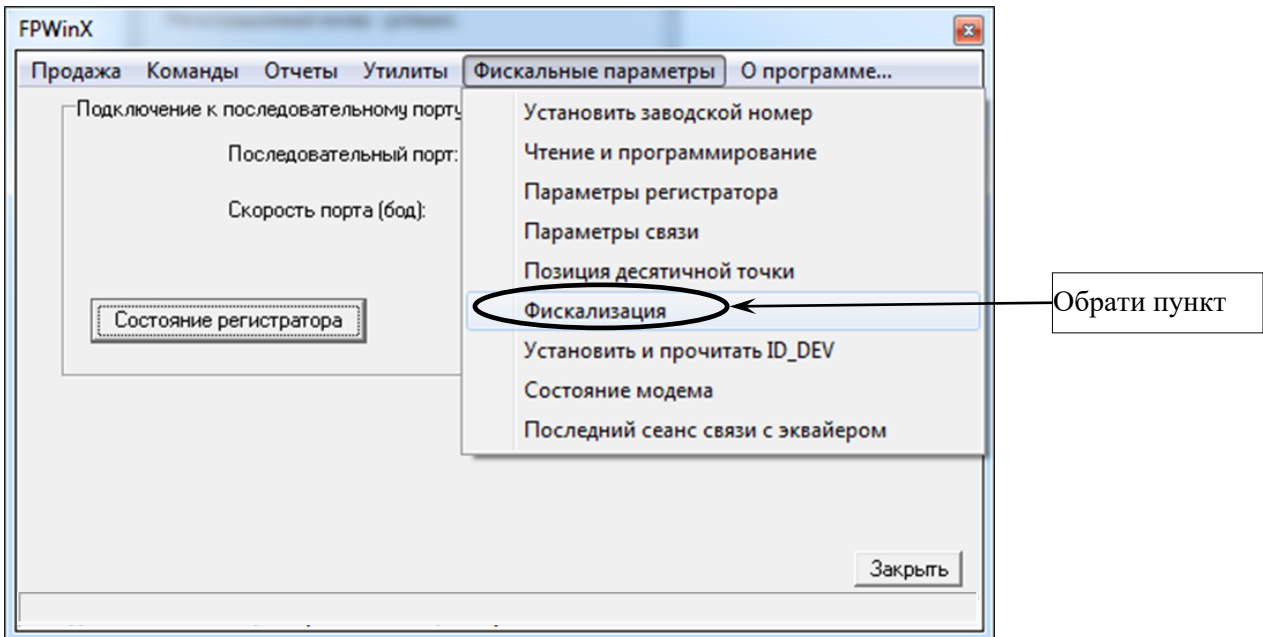 FPWinX
Продажа Команды Отчеты Утилиты Фискальные параметры О программе...
Подключение к последовательному порту
Последовательный порт:
Скорость порта (бод):
Состояние регистратора
Установить заводской номер
Чтение и программирование
Параметры регистратора
Параметры связи
Позиция десятичной точки
Фискализация
Установить и прочитать ID_DEV
Состояние модема
Последний сеанс связи с эквайером
Обрати пункт
Закрыть